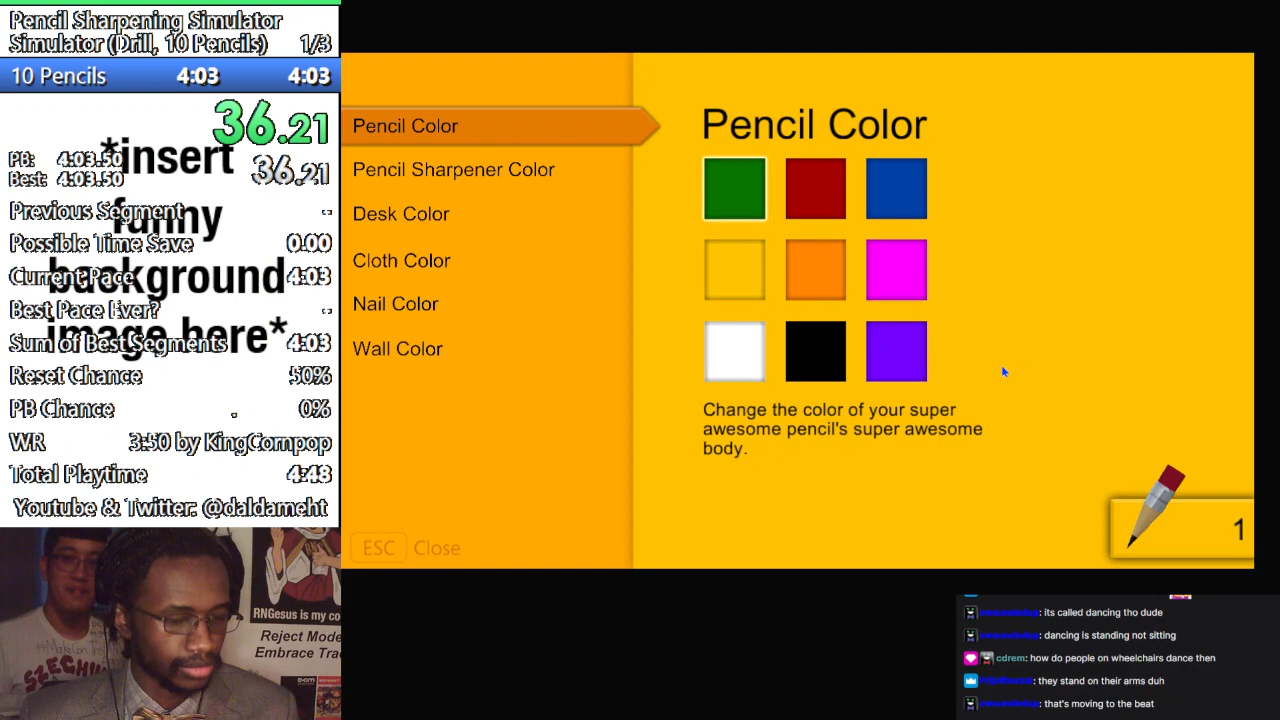 Pencil Sharpening Simulator
Simulator (Drill, 10 Pencils) 1/3
10 Pencils 4:03 4:03
36.21
*insert
PB: 4:03.50
36.21
Best: 4:03.50
Previous Segment -
funny
Possible Time Save 0.00
background
Current Pace 4:03
Best Pace Ever? -
image here*
Sum of Best Segments 4:03
Reset Chance 50%
PB Chance 0%
WR 3:50 by KingCornpop
Total Playtime 4:48
Youtube & Twitter: @daldameht
RNGesus is my co
Reject Mode
Embrace Tra
Pencil Color
Pencil Sharpener Color
Desk Color
Cloth Color
Nail Color
Wall Color
ESC Close
Pencil Color
Change the color of your super
awesome pencil's super awesome
body.
1
: its called dancing tho dude
: dancing is standing not sitting
cdrem: how do people on wheelchairs dance then
: they stand on their arms duh
: that's moving to the beat